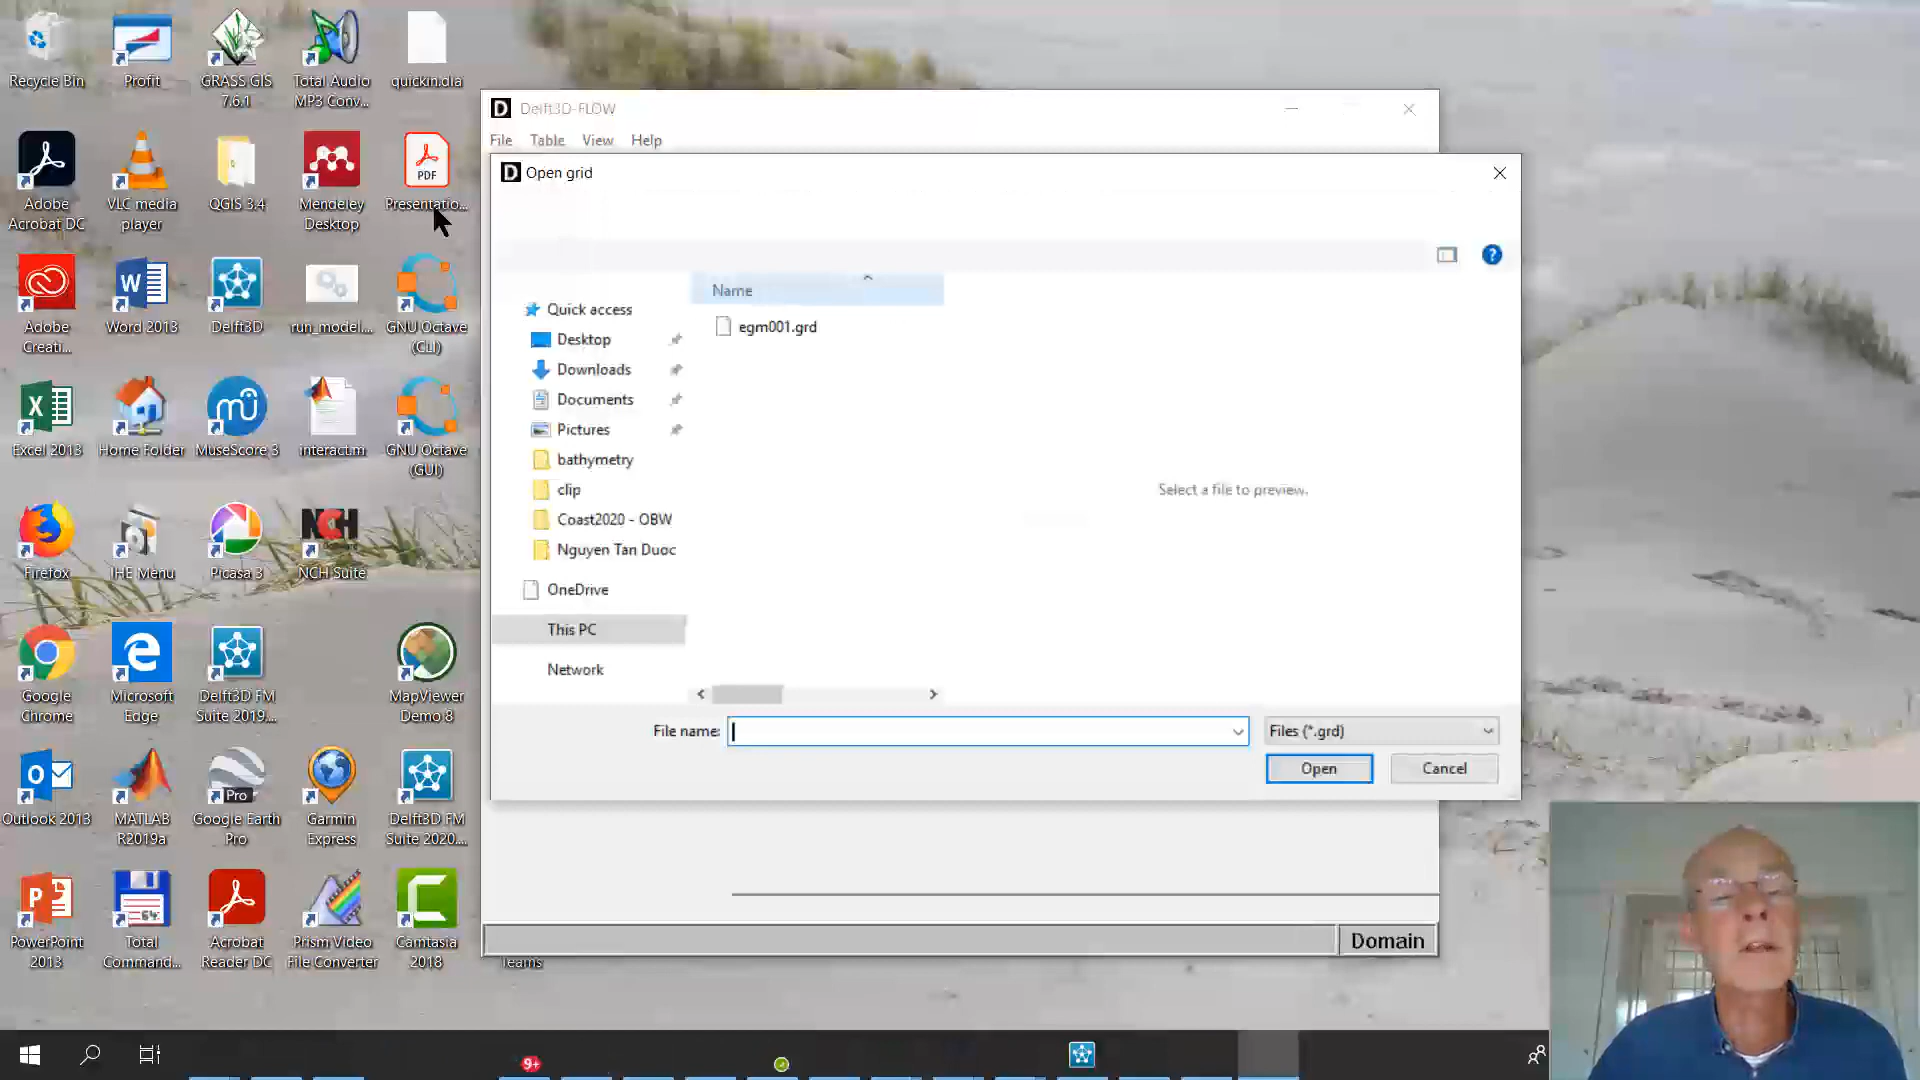 Recycle Bin
Profit
GRASS GIS
7.6.1
Total Audio
MP3 Conv...
quickin.dia
Adobe
Acrobat DC
VLC media
player
QGIS 3.4
Mendeley
Desktop
PDF
Presentatio...
Adobe
Creati...
Word 2013
Delft3D
run_model....
GNU Octave
(CLI)
Excel 2013
Home Folder
MuseScore 3
interact.m
GNU Octave
(GUI)
Firefox
IHE Menu
Picasa 3
NCH
NCH Suite
Google
Chrome
Microsoft
Edge
Delft3D FM
Suite 2019....
MapViewer
Demo 8
Outlook 2013
MATLAB
R2019a
Pro
Google Earth
Pro
Garmin
Express
Delft3D FM
Suite 2020....
PowerPoint
2013
64
Total
Command...
Acrobat
Reader DC
Prism Video
File Converter
Camtasia
2018
Teams
D Delft3D-FLOW
File Table View Help
D Open grid
Name
egm001.grd
Quick access
Desktop
Downloads
Documents
Pictures
bathymetry
clip
Coast2020 - OBW
Nguyen Tan Duoc
OneDrive
This PC
Network
Select a file to preview.
File name:
Files (*.grd)
Open
Cancel
Domain
9+